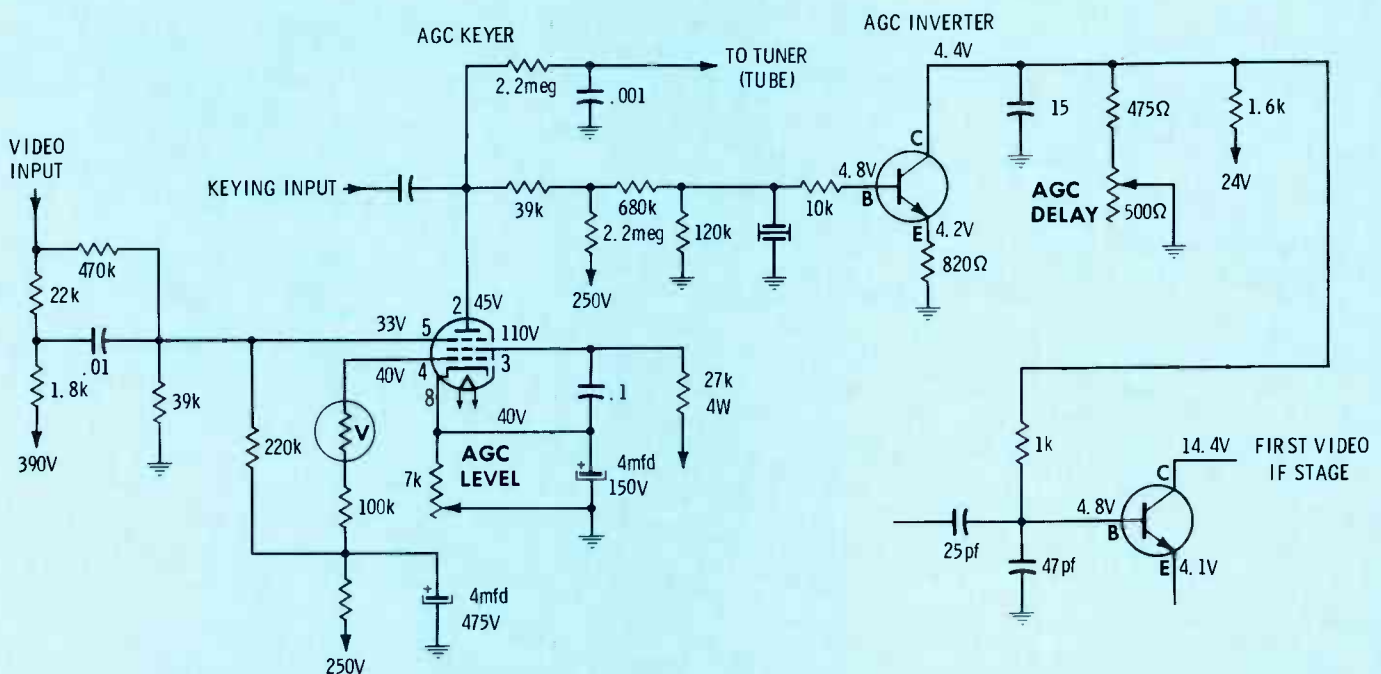 AGC KEYER
2.2meg
.001
TO TUNER
(TUBE)
AGC INVERTER
4.4V
15
475Ω
1.6k
24V
AGC
DELAY
500Ω
VIDEO
INPUT
KEYING INPUT
39k
680k
2.2meg
250V
120k
10k
4.8V
B
C
E
4.2V
820Ω
470k
22k
.01
1.8k
390V
39k
220k
33V
5
2
45V
110V
3
4
40V
8
40V
V
100k
AGC
LEVEL
7k
.1
27k
4W
4mfd
150V
+
4mfd
475V
+
250V
1k
25pf
47pf
4.8V
B
C
14.4V
E
4.1V
FIRST VIDEO
IF STAGE